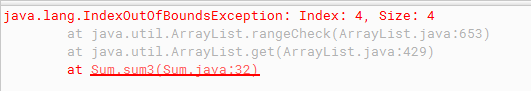 java.lang.IndexOutOfBoundsException: Index: 4, Size: 4
at java.util.ArrayList.rangeCheck(ArrayList.java:653)
at java.util.ArrayList.get(ArrayList.java:429)
at Sum.sum3(Sum.java:32)